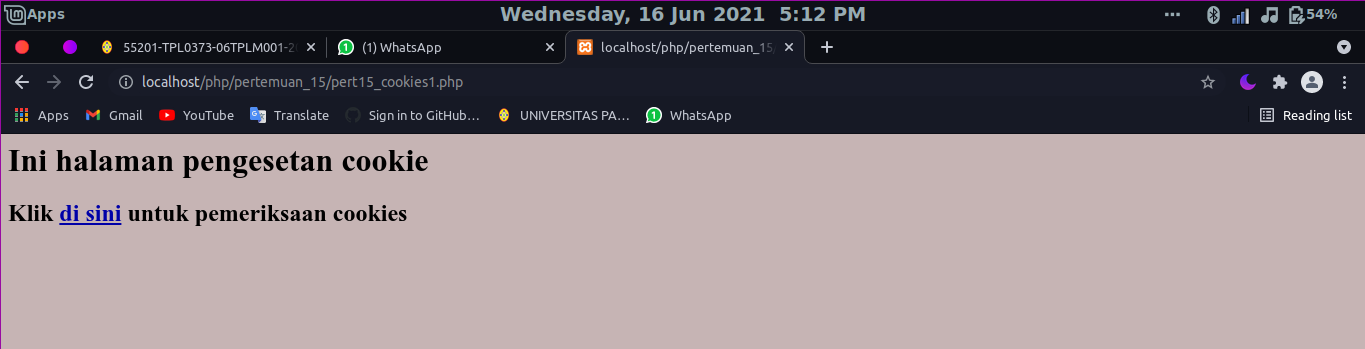 Apps Wednesday, 16 Jun 2021 5:12 PM 54%
55201-TPL0373-06TPLM001-2 (1) WhatsApp localhost/php/pertemuan_15/
localhost/php/pertemuan_15/pert15_cookies1.php
Apps Gmail YouTube Translate Sign in to GitHub... UNIVERSITAS PA... 1 WhatsApp Reading list
Ini halaman pengesetan cookie
Klik di sini untuk pemeriksaan cookies